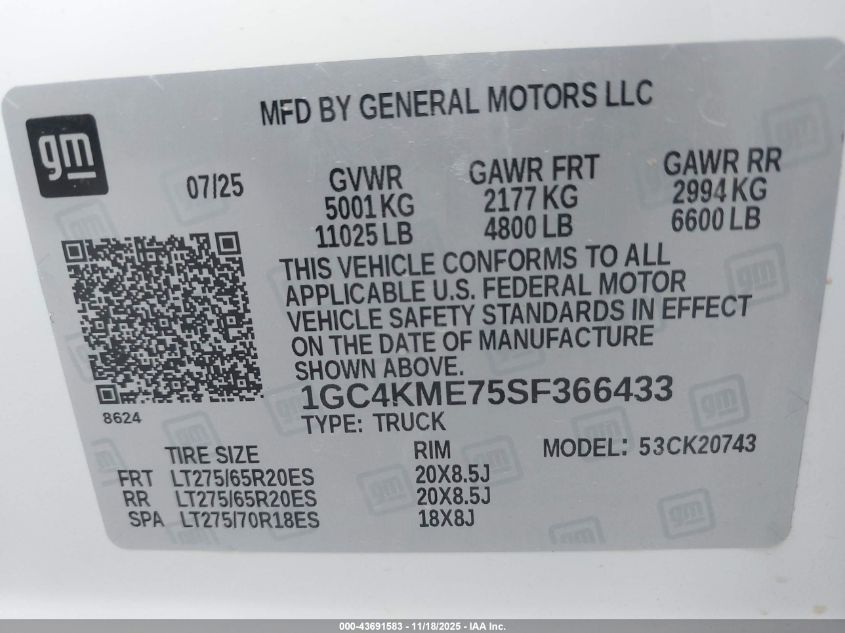 MFD BY GENERAL MOTORS LLC
gm
07/25 GVWR GAWR FRT GAWR RR
5001 KG 2177 KG 2994 KG
11025 LB 4800 LB 6600 LB
THIS VEHICLE CONFORMS TO ALL
APPLICABLE U.S. FEDERAL MOTOR
VEHICLE SAFETY STANDARDS IN EFFECT
ON THE DATE OF MANUFACTURE
SHOWN ABOVE.
1GC4KME75SF366433
8624
TYPE: TRUCK
TIRE SIZE RIM MODEL: 53CK20743
FRT LT275/65R20ES 20X8.5J
RR LT275/65R20ES 20X8.5J
SPA LT275/70R18ES 18X8J
000-43691583 - 11/18/2025 - IAA Inc.